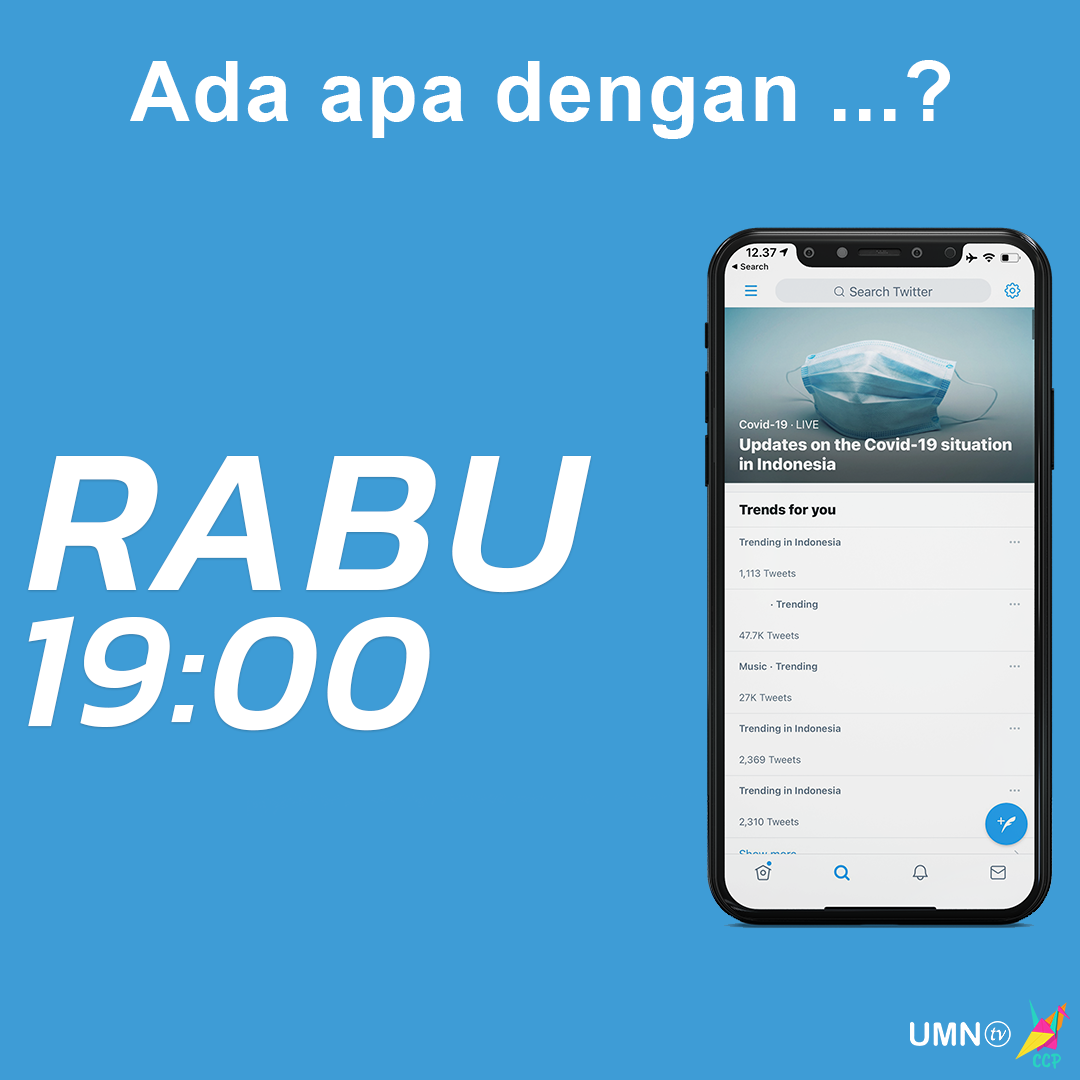 Ada apa dengan ...?
RABU
19:00
12.37
Search
Search Twitter
Covid-19 · LIVE
Updates on the Covid-19 situation
in Indonesia
Trends for you
Trending in Indonesia
1,113 Tweets
· Trending
47.7K Tweets
Music · Trending
27K Tweets
Trending in Indonesia
2,369 Tweets
Trending in Indonesia
2,310 Tweets
Show more
UMN tv
CCP